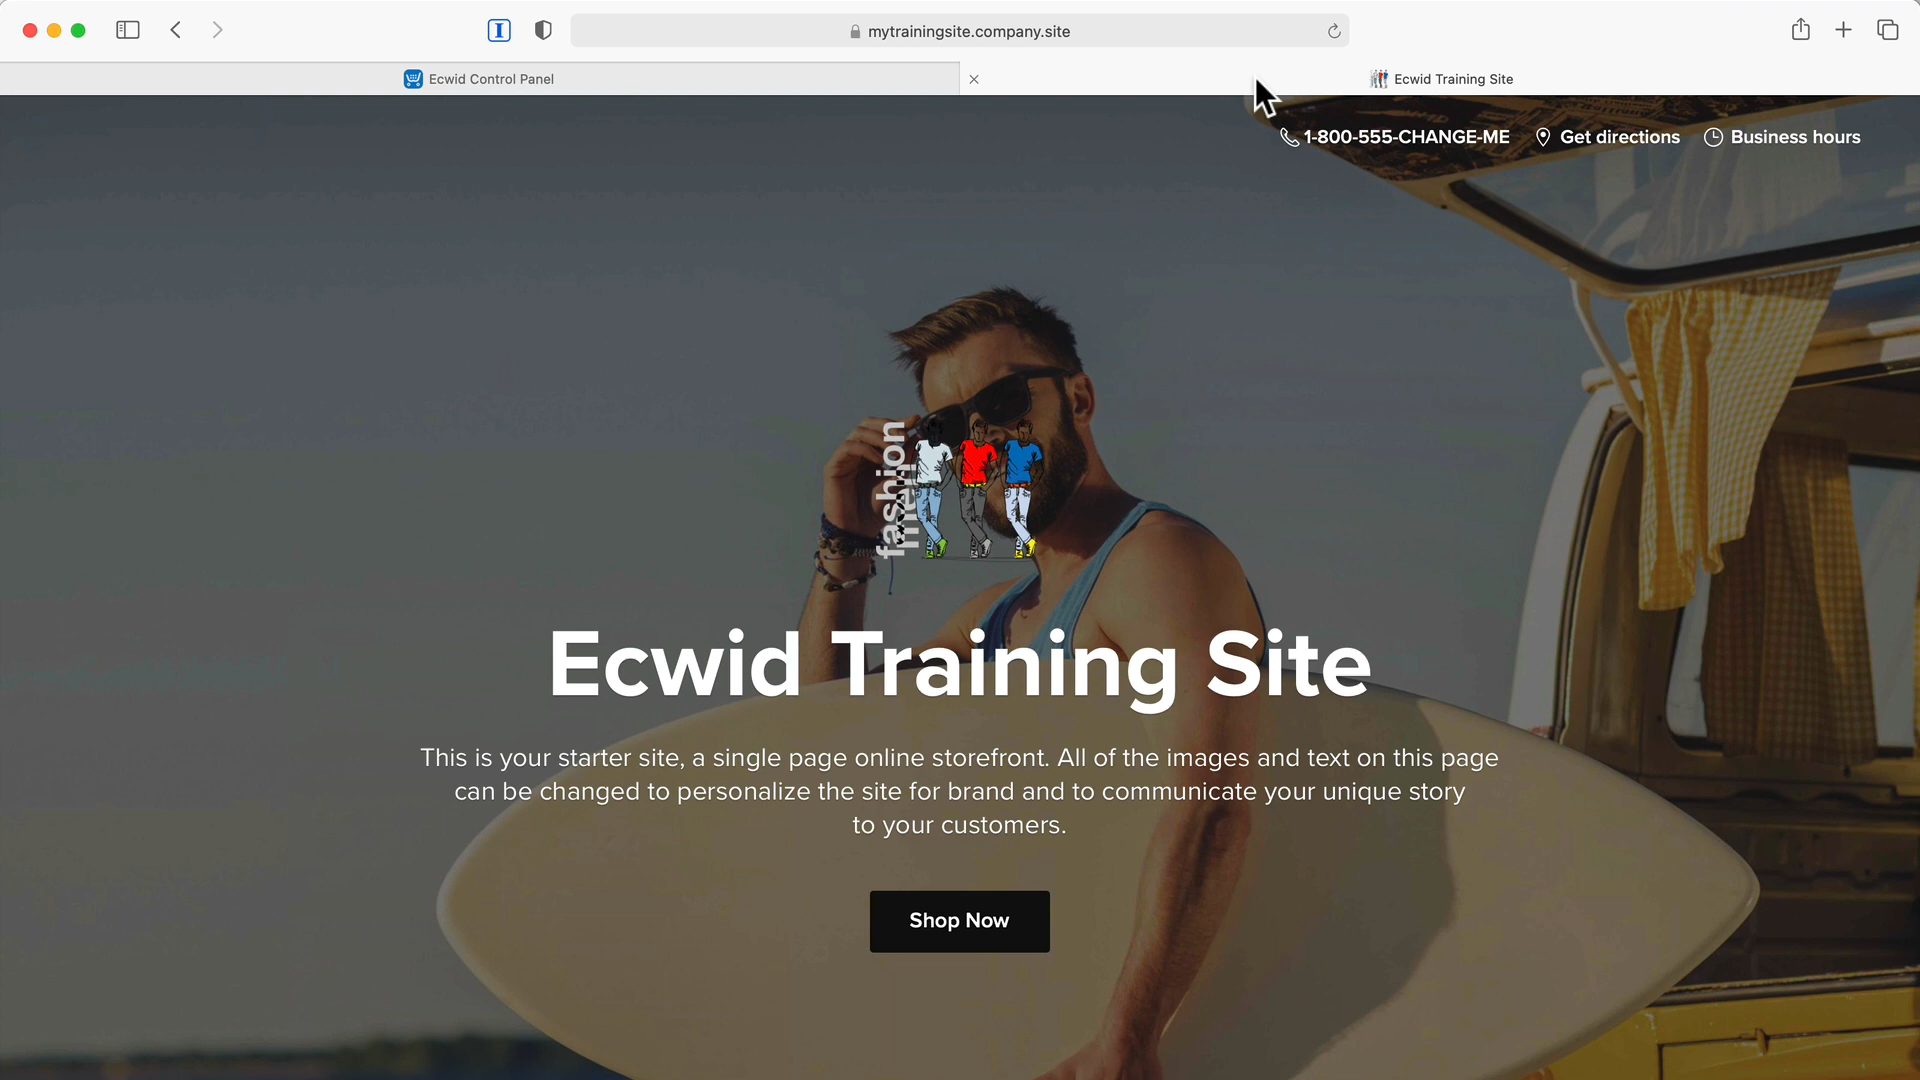 mytrainingsite.company.site
Ecwid Control Panel
Ecwid Training Site
1-800-555-CHANGE-ME
Get directions
Business hours
fashion
men
Ecwid Training Site
This is your starter site, a single page online storefront. All of the images and text on this page
can be changed to personalize the site for brand and to communicate your unique story
to your customers.
Shop Now